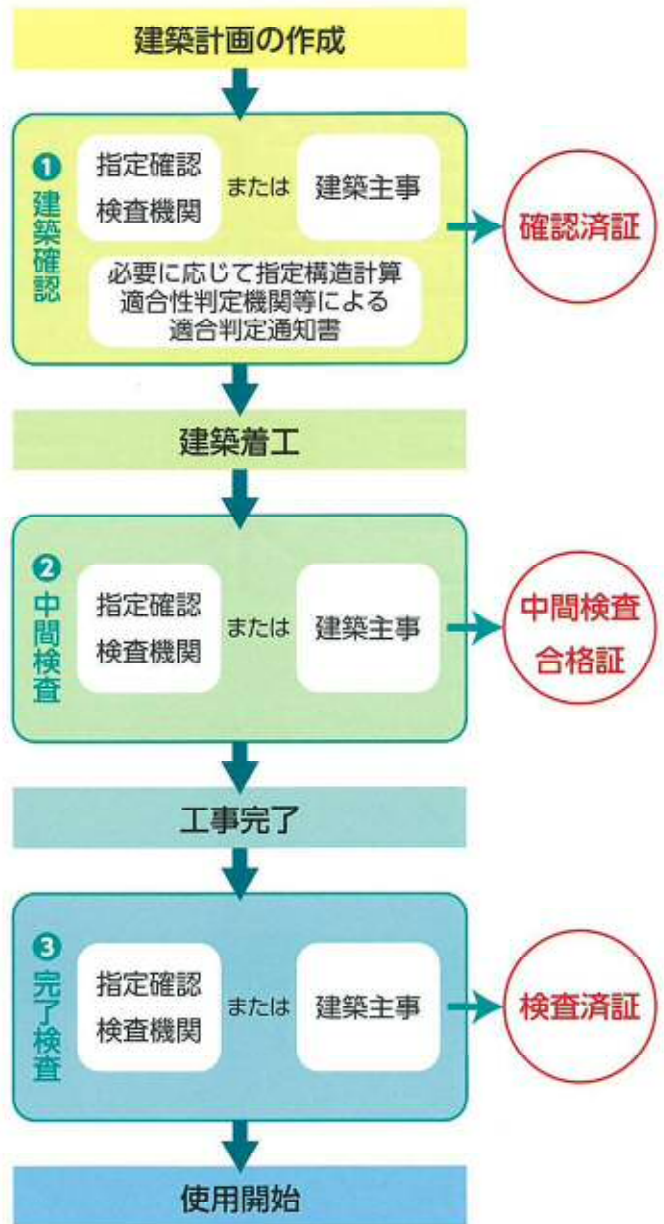 建築計画の作成
❶建築確認
指定確認
検査機関
または
建築主事
必要に応じて指定構造計算
適合性判定機関等による
適合判定通知書
確認済証
建築着工
❷中間検査
指定確認
検査機関
または
建築主事
中間検査
合格証
工事完了
❸完了検査
指定確認
検査機関
または
建築主事
検査済証
使用開始